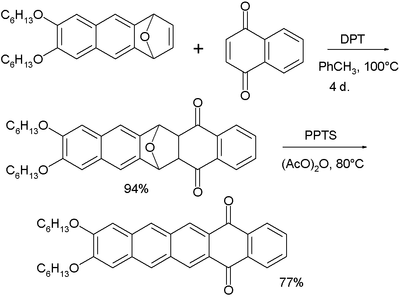 C₆H₁₃O
C₆H₁₃O
O
+
O
O
DPT
PhCH₃, 100°C
4 d.
C₆H₁₃O
C₆H₁₃O
O
O
O
94%
PPTS
(AcO)₂O, 80°C
C₆H₁₃O
C₆H₁₃O
O
O
77%